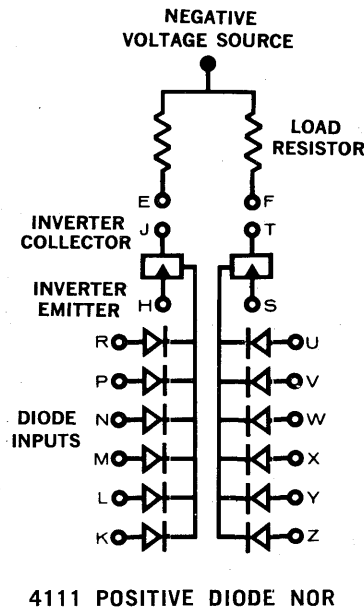 NEGATIVE
VOLTAGE SOURCE
LOAD
RESISTOR
E F
INVERTER
COLLECTOR
J T
INVERTER
EMITTER
H S
R U
P V
DIODE
INPUTS
N W
M X
L Y
K Z
4111 POSITIVE DIODE NOR